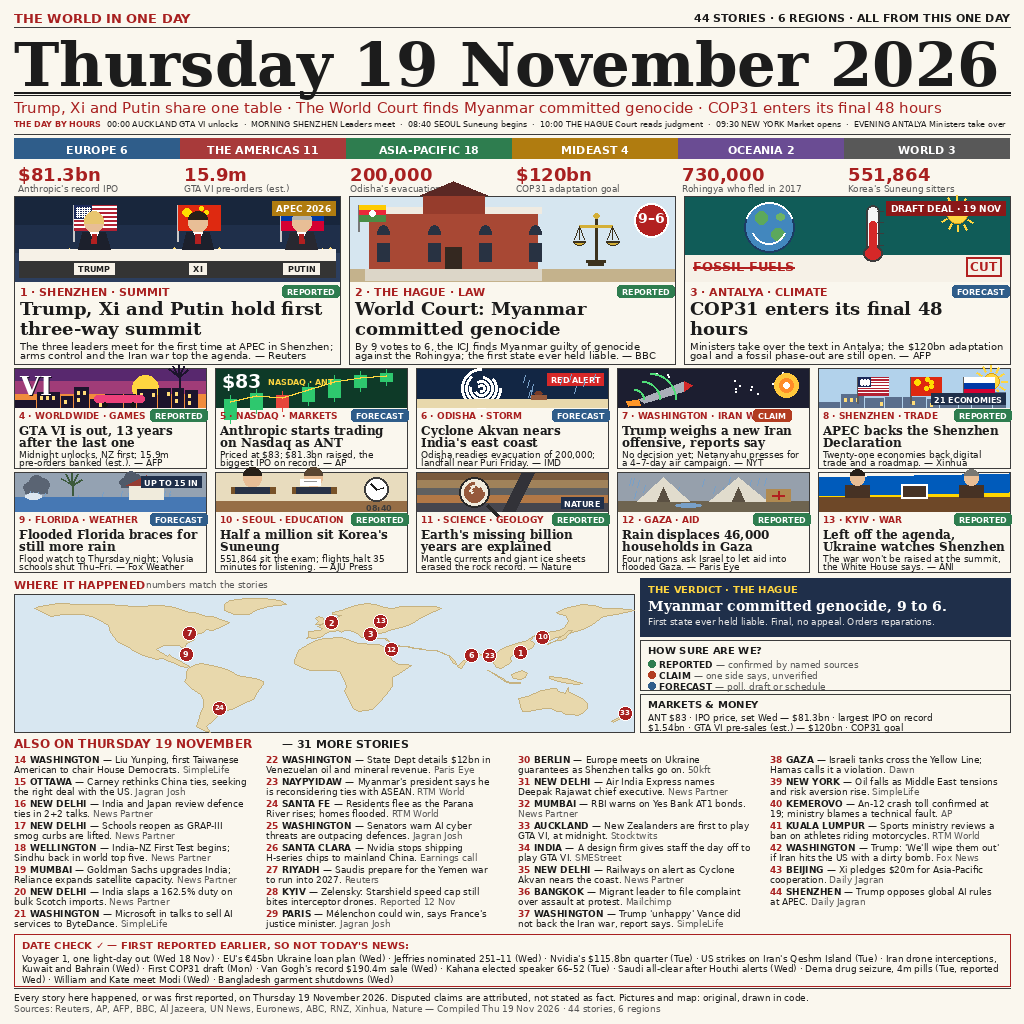 THE WORLD IN ONE DAY
44 STORIES · 6 REGIONS · ALL FROM THIS ONE DAY
Thursday 19 November 2026
Trump, Xi and Putin share one table · The World Court finds Myanmar committed genocide · COP31 enters its final 48 hours
THE DAY BY HOURS 00:00 AUCKLAND GTA VI unlocks · MORNING SHENZHEN Leaders meet · 08:40 SEOUL Suneung begins · 10:00 THE HAGUE Court reads judgment · 09:30 NEW YORK Market opens · EVENING ANTALYA Ministers take over
EUROPE 6
THE AMERICAS 11
ASIA-PACIFIC 18
MIDEAST 4
OCEANIA 2
WORLD 3
$81.3bn
Anthropic's record IPO
15.9m
GTA VI pre-orders (est.)
200,000
Odisha's evacuation
$120bn
COP31 adaptation goal
730,000
Rohingya who fled in 2017
551,864
Korea's Suneung sitters
APEC 2026
TRUMP
XI
PUTIN
1 · SHENZHEN · SUMMIT
REPORTED
Trump, Xi and Putin hold first
three-way summit
The three leaders meet for the first time at APEC in Shenzhen;
arms control and the Iran war top the agenda. — Reuters
9–6
2 · THE HAGUE · LAW
REPORTED
World Court: Myanmar
committed genocide
By 9 votes to 6, the ICJ finds Myanmar guilty of genocide
against the Rohingya; the first state ever held liable. — BBC
DRAFT DEAL · 19 NOV
FOSSIL FUELS
CUT
3 · ANTALYA · CLIMATE
FORECAST
COP31 enters its final 48
hours
Ministers take over the text in Antalya; the $120bn adaptation
goal and a fossil phase-out are still open. — AFP
VI
4 · WORLDWIDE · GAMES
REPORTED
GTA VI is out, 13 years
after the last one
Midnight unlocks, NZ first; 15.9m
pre-orders banked (est.). — AFP
$83
NASDAQ · ANT
5 · NASDAQ · MARKETS
FORECAST
Anthropic starts trading
on Nasdaq as ANT
Priced at $83; $81.3bn raised, the
biggest IPO on record. — AP
RED ALERT
6 · ODISHA · STORM
FORECAST
Cyclone Akvan nears
India's east coast
Odisha readies evacuation of 200,000;
landfall near Puri Friday. — IMD
7 · WASHINGTON · IRAN W
CLAIM
Trump weighs a new Iran
offensive, reports say
No decision yet; Netanyahu presses for
a 4–7-day air campaign. — NYT
21 ECONOMIES
8 · SHENZHEN · TRADE
REPORTED
APEC backs the Shenzhen
Declaration
Twenty-one economies back digital
trade and a roadmap. — Xinhua
UP TO 15 IN
9 · FLORIDA · WEATHER
FORECAST
Flooded Florida braces for
still more rain
Flood watch to Thursday night; Volusia
schools shut Thu–Fri. — Fox Weather
08:40
10 · SEOUL · EDUCATION
REPORTED
Half a million sit Korea's
Suneung
551,864 sit the exam; flights halt 35
minutes for listening. — AJU Press
NATURE
11 · SCIENCE · GEOLOGY
REPORTED
Earth's missing billion
years are explained
Mantle currents and giant ice sheets
erased the rock record. — Nature
12 · GAZA · AID
REPORTED
Rain displaces 46,000
households in Gaza
Four nations ask Israel to let aid into
flooded Gaza. — Paris Eye
13 · KYIV · WAR
REPORTED
Left off the agenda,
Ukraine watches Shenzhen
The war won't be raised at the summit,
the White House says. — ANI
WHERE IT HAPPENED numbers match the stories
7
9
24
2
13
3
12
6
23
1
10
33
THE VERDICT · THE HAGUE
Myanmar committed genocide, 9 to 6.
First state ever held liable. Final, no appeal. Orders reparations.
HOW SURE ARE WE?
REPORTED — confirmed by named sources
CLAIM — one side says, unverified
FORECAST — poll, draft or schedule
MARKETS & MONEY
ANT $83 · IPO price, set Wed — $81.3bn · largest IPO on record
$1.54bn · GTA VI pre-sales (est.) — $120bn · COP31 goal
ALSO ON THURSDAY 19 NOVEMBER — 31 MORE STORIES
14 WASHINGTON — Liu Yunping, first Taiwanese
American to chair House Democrats. SimpleLife
15 OTTAWA — Carney rethinks China ties, seeking
the right deal with the US. Jagran Josh
16 NEW DELHI — India and Japan review defence
ties in 2+2 talks. News Partner
17 NEW DELHI — Schools reopen as GRAP-III
smog curbs are lifted. News Partner
18 WELLINGTON — India–NZ First Test begins;
Sindhu back in world top five. News Partner
19 MUMBAI — Goldman Sachs upgrades India;
Reliance expands satellite capacity. News Partner
20 NEW DELHI — India slaps a 162.5% duty on
bulk Scotch imports. News Partner
21 WASHINGTON — Microsoft in talks to sell AI
services to ByteDance. SimpleLife
22 WASHINGTON — State Dept details $12bn in
Venezuelan oil and mineral revenue. Paris Eye
23 NAYPYIDAW — Myanmar's president says he
is reconsidering ties with ASEAN. RTM World
24 SANTA FE — Residents flee as the Parana
River rises; homes flooded. RTM World
25 WASHINGTON — Senators warn AI cyber
threats are outpacing defences. Jagran Josh
26 SANTA CLARA — Nvidia stops shipping
H-series chips to mainland China. Earnings call
27 RIYADH — Saudis prepare for the Yemen war
to run into 2027. Reuters
28 KYIV — Zelensky: Starshield speed cap still
bites interceptor drones. Reported 12 Nov
29 PARIS — Mélenchon could win, says France's
justice minister. Jagran Josh
30 BERLIN — Europe meets on Ukraine
guarantees as Shenzhen talks go on. 50kft
31 NEW DELHI — Air India Express names
Deepak Rajawat chief executive. News Partner
32 MUMBAI — RBI warns on Yes Bank AT1 bonds.
News Partner
33 AUCKLAND — New Zealanders are first to play
GTA VI, at midnight. Stocktwits
34 INDIA — A design firm gives staff the day off to
play GTA VI. SMEStreet
35 NEW DELHI — Railways on alert as Cyclone
Akvan nears the coast. News Partner
36 BANGKOK — Migrant leader to file complaint
over assault at protest. Mailchimp
37 WASHINGTON — Trump 'unhappy' Vance did
not back the Iran war, report says. SimpleLife
38 GAZA — Israeli tanks cross the Yellow Line;
Hamas calls it a violation. Dawn
39 NEW YORK — Oil falls as Middle East tensions
and risk aversion rise. SimpleLife
40 KEMEROVO — An-12 crash toll confirmed at
19; ministry blames a technical fault. AP
41 KUALA LUMPUR — Sports ministry reviews a
ban on athletes riding motorcycles. RTM World
42 WASHINGTON — Trump: 'We'll wipe them out'
if Iran hits the US with a dirty bomb. Fox News
43 BEIJING — Xi pledges $20m for Asia-Pacific
cooperation. Daily Jagran
44 SHENZHEN — Trump opposes global AI rules
at APEC. Daily Jagran
DATE CHECK ✓ — FIRST REPORTED EARLIER, SO NOT TODAY'S NEWS:
Voyager 1, one light-day out (Wed 18 Nov) · EU's €45bn Ukraine loan plan (Wed) · Jeffries nominated 251–11 (Wed) · Nvidia's $115.8bn quarter (Tue) · US strikes on Iran's Qeshm Island (Tue) · Iran drone interceptions,
Kuwait and Bahrain (Wed) · First COP31 draft (Mon) · Van Gogh's record $190.4m sale (Wed) · Kahana elected speaker 66–52 (Tue) · Saudi all-clear after Houthi alerts (Wed) · Derna drug seizure, 4m pills (Tue, reported
Wed) · William and Kate meet Modi (Wed) · Bangladesh garment shutdowns (Wed)
Every story here happened, or was first reported, on Thursday 19 November 2026. Disputed claims are attributed, not stated as fact. Pictures and map: original, drawn in code.
Sources: Reuters, AP, AFP, BBC, Al Jazeera, UN News, Euronews, ABC, RNZ, Xinhua, Nature — Compiled Thu 19 Nov 2026 · 44 stories, 6 regions